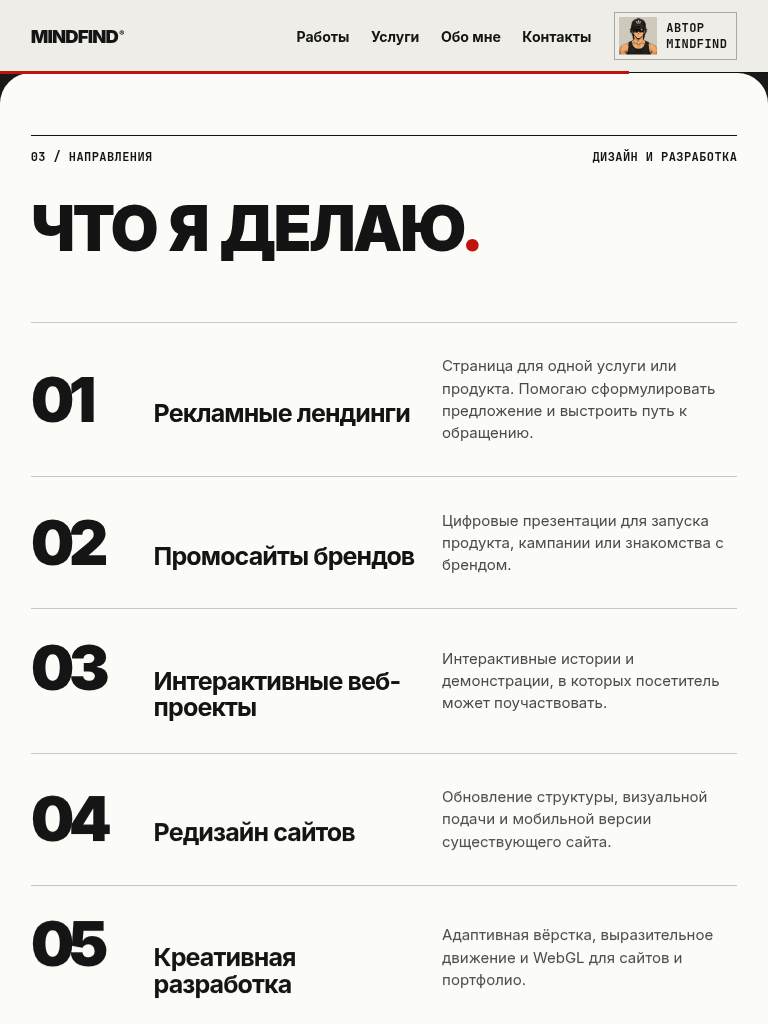 MINDFIND®
Работы
Услуги
Обо мне
Контакты
АВТОР
MINDFIND
03 / НАПРАВЛЕНИЯ
ДИЗАЙН И РАЗРАБОТКА
ЧТО Я ДЕЛАЮ.
01
Рекламные лендинги
Страница для одной услуги или
продукта. Помогаю сформулировать
предложение и выстроить путь к
обращению.
02
Промосайты брендов
Цифровые презентации для запуска
продукта, кампании или знакомства с
брендом.
03
Интерактивные веб-
проекты
Интерактивные истории и
демонстрации, в которых посетитель
может поучаствовать.
04
Редизайн сайтов
Обновление структуры, визуальной
подачи и мобильной версии
существующего сайта.
05
Креативная
разработка
Адаптивная вёрстка, выразительное
движение и WebGL для сайтов и
портфолио.